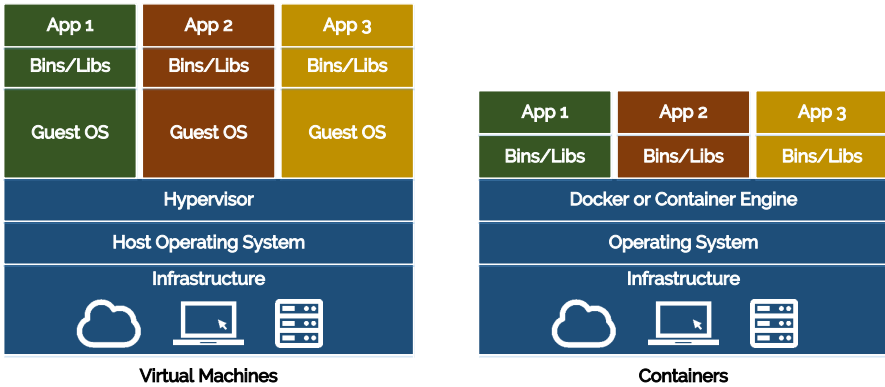 App 1
App 2
App 3
Bins/Libs
Bins/Libs
Bins/Libs
Guest OS
Guest OS
Guest OS
Hypervisor
Host Operating System
Infrastructure
Virtual Machines
App 1
App 2
App 3
Bins/Libs
Bins/Libs
Bins/Libs
Docker or Container Engine
Operating System
Infrastructure
Containers